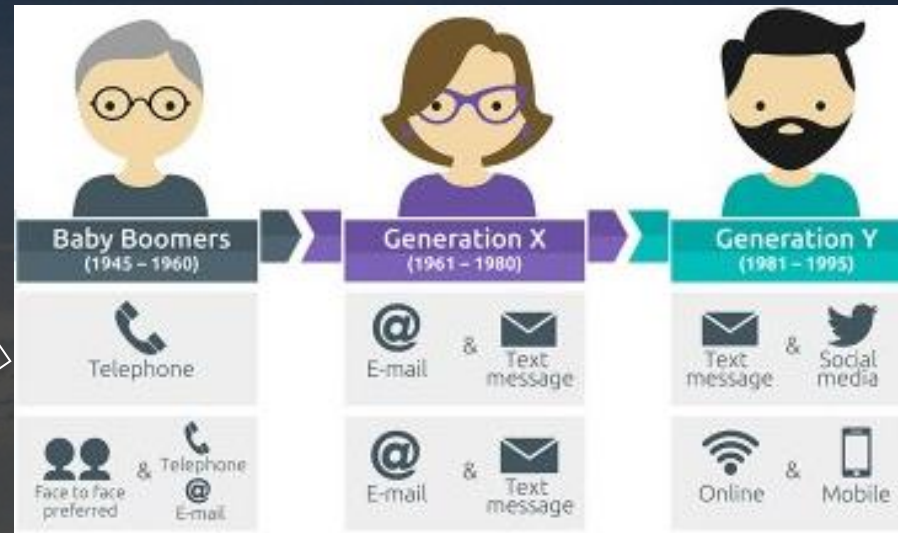 Baby Boomers
(1945 – 1960)
Generation X
(1961 – 1980)
Generation Y
(1981 – 1995)
Telephone
@
E-mail
&
Text
message
Text
message
&
Social
media
Face to face
preferred
&
Telephone
@
E-mail
@
E-mail
&
Text
message
Online
&
Mobile